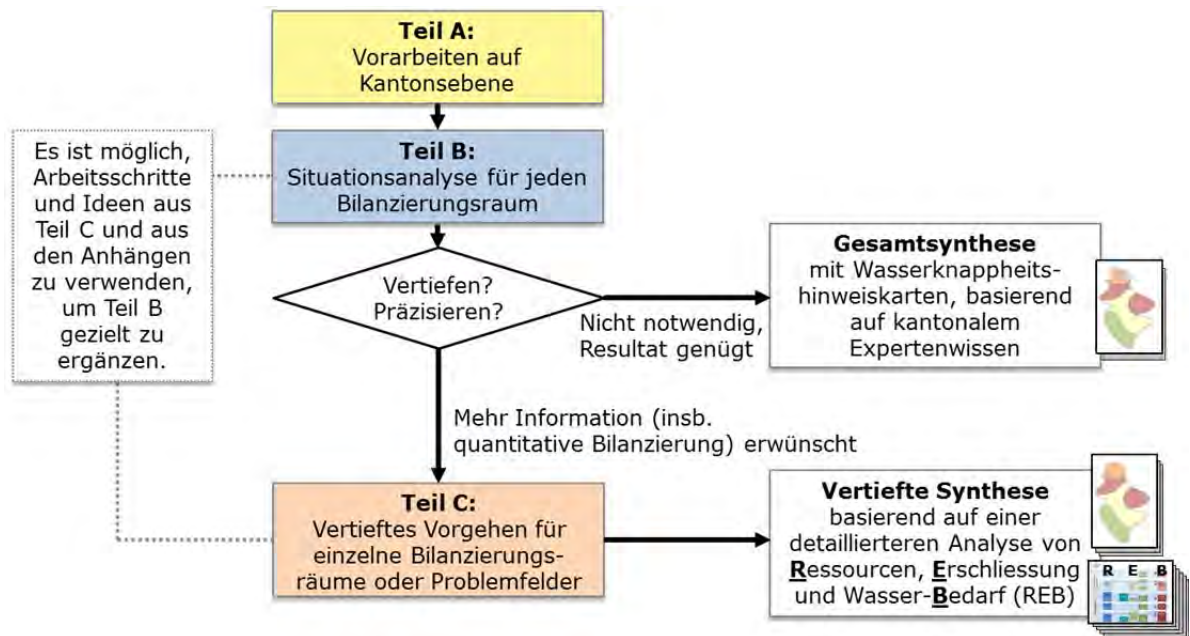 Teil A:
Vorarbeiten auf
Kantonsebene
Es ist möglich,
Arbeitsschritte
und Ideen aus
Teil C und aus
den Anhängen
zu verwenden,
um Teil B
gezielt zu
ergänzen.
Teil B:
Situationsanalyse für jeden
Bilanzierungsraum
Vertiefen?
Präzisieren?
Nicht notwendig,
Resultat genügt
Gesamtsynthese
mit Wasserknappheits-
hinweiskarten, basierend
auf kantonalem
Expertenwissen
Mehr Information (insb.
quantitative Bilanzierung) erwünscht
Teil C:
Vertieftes Vorgehen für
einzelne Bilanzierungs-
räume oder Problemfelder
Vertiefte Synthese
basierend auf einer
detaillierteren Analyse von
Ressourcen, Erschliessung
und Wasser-Bedarf (REB)
R E B